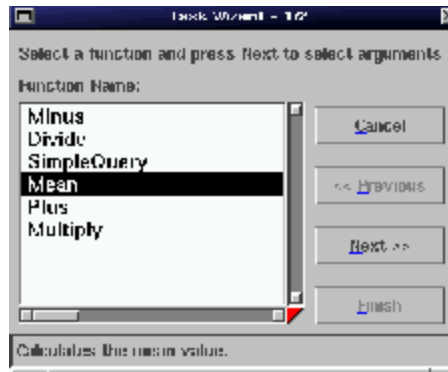 Task Wizard - 1/2
Select a function and press Next to select arguments
Function Name:
Minus
Divide
SimpleQuery
Mean
Plus
Multiply
Cancel
<< Previous
Next >>
Finish
Calculates the mean value.